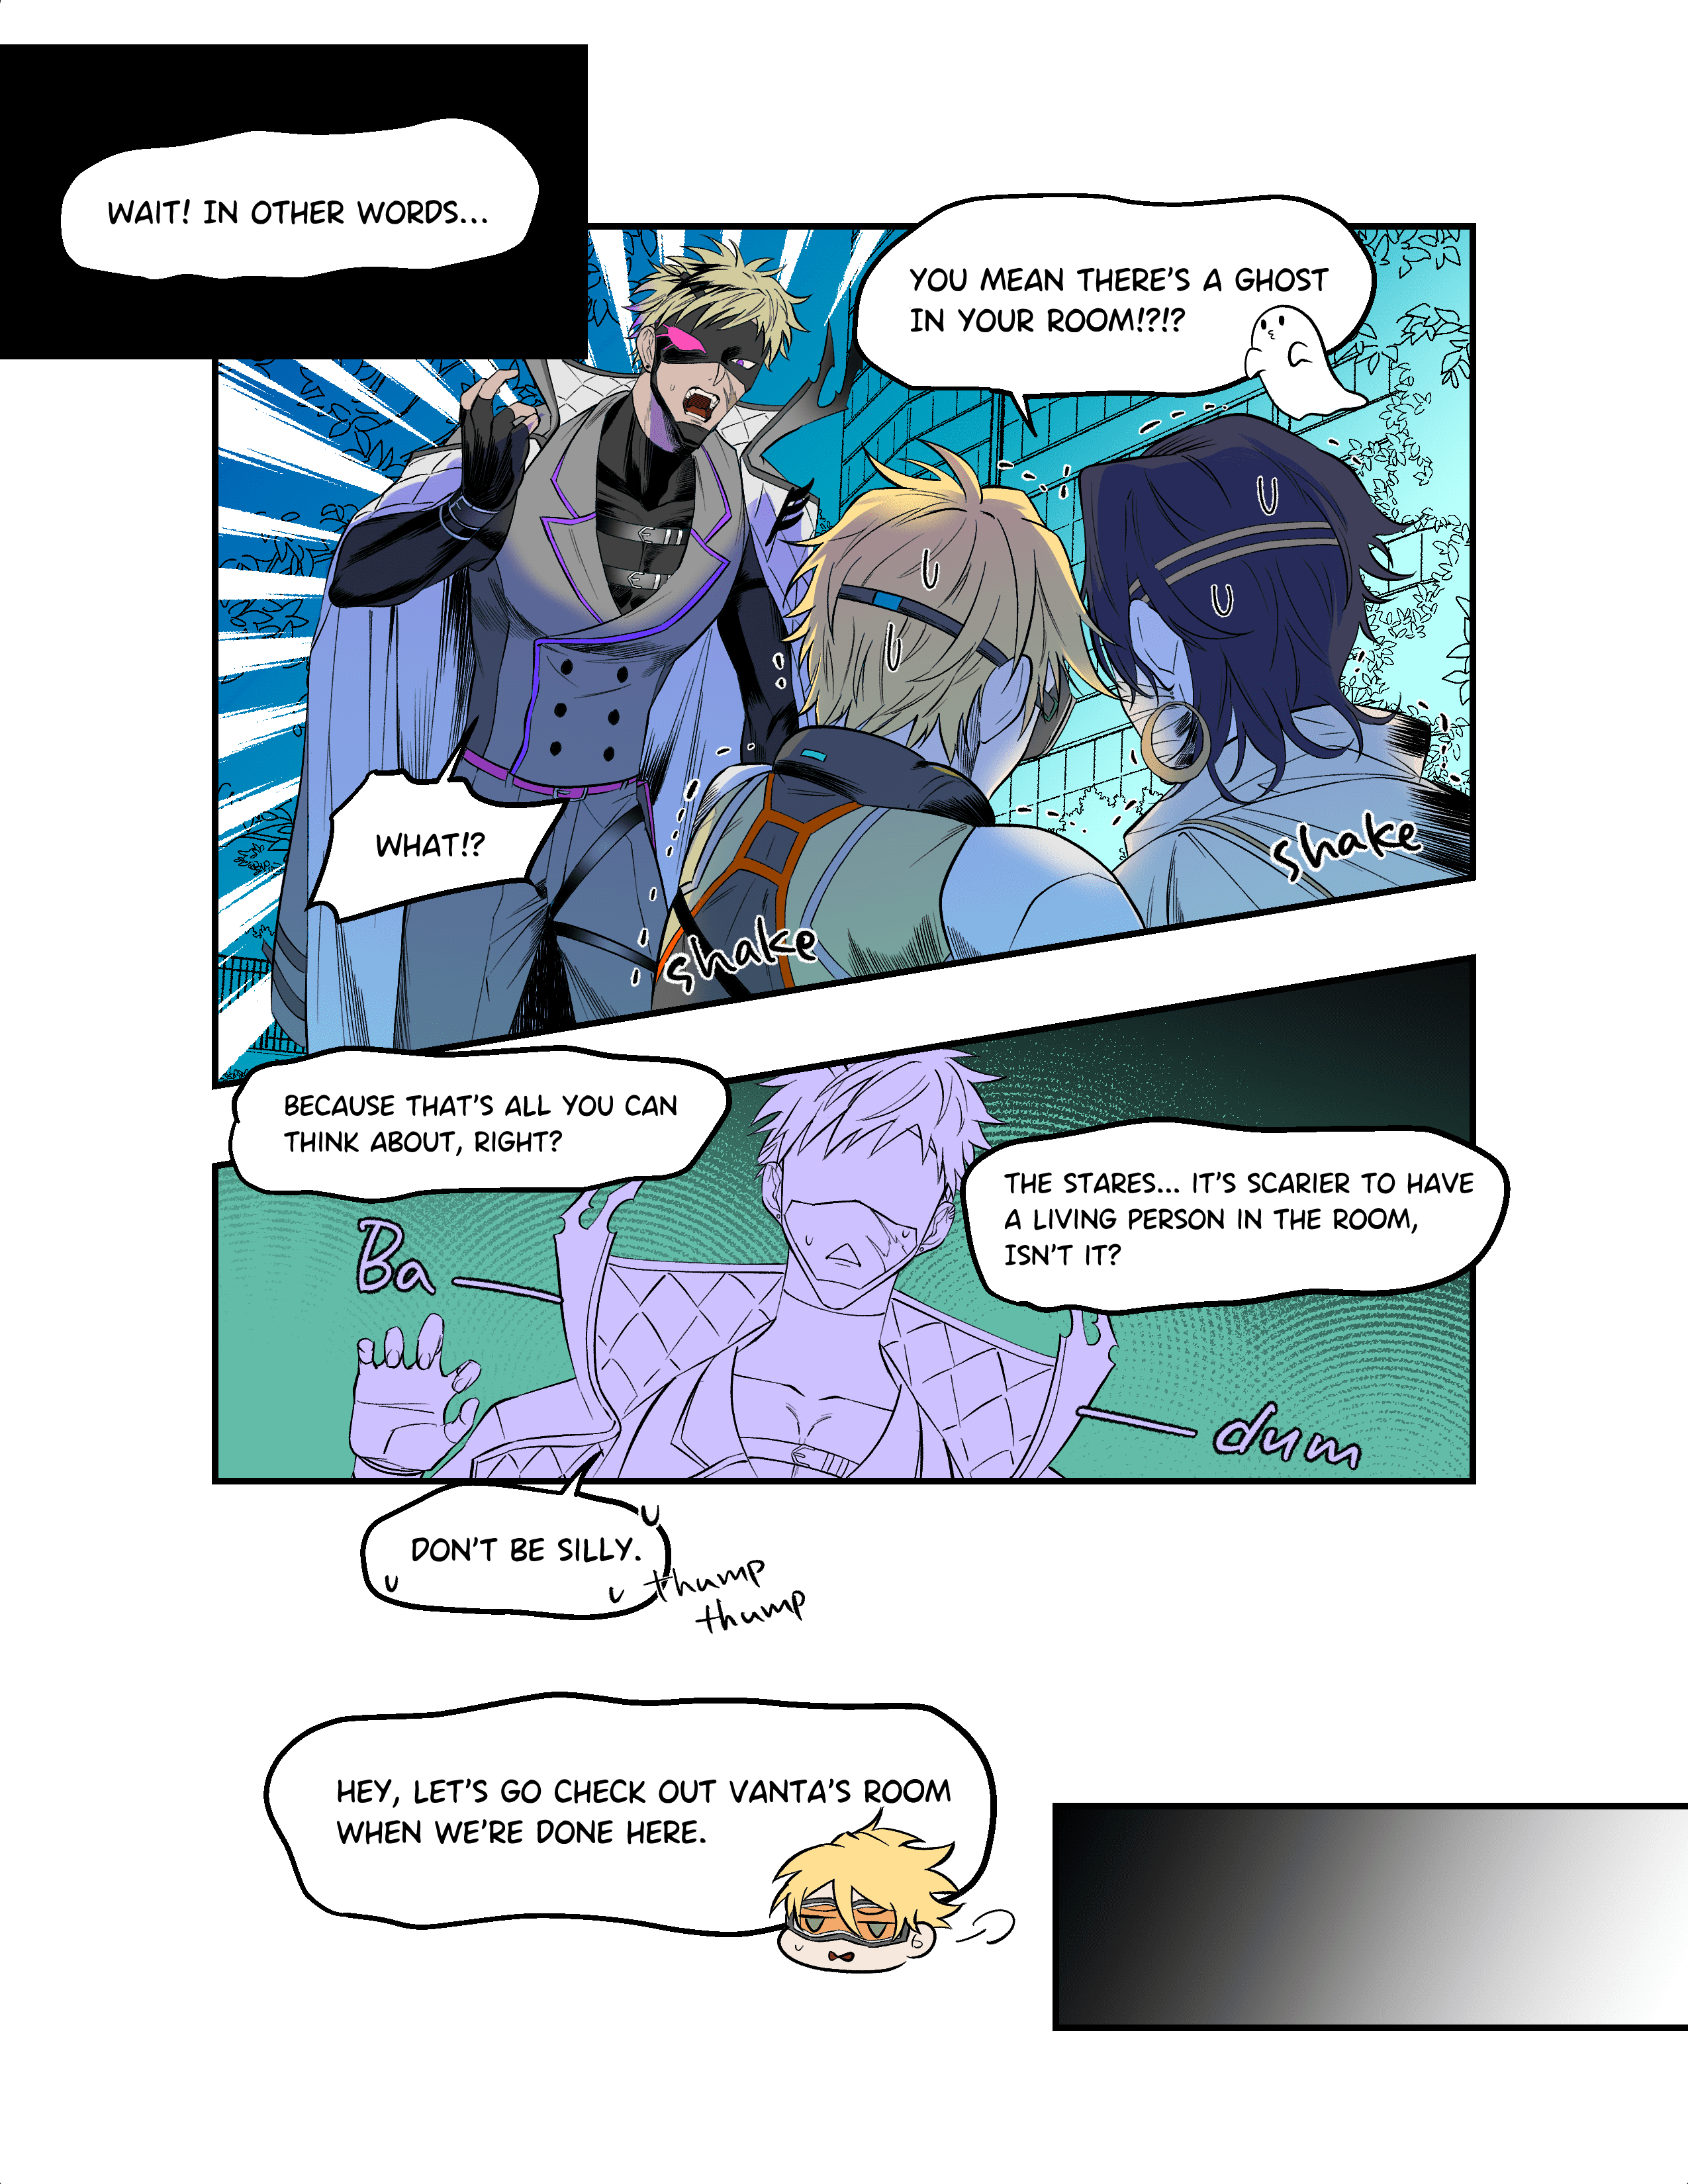 WAIT! IN OTHER WORDS...
YOU MEAN THERE'S A GHOST
IN YOUR ROOM!?!?
WHAT!?
shake
shake
BECAUSE THAT'S ALL YOU CAN
THINK ABOUT, RIGHT?
THE STARES... IT'S SCARIER TO HAVE
A LIVING PERSON IN THE ROOM,
ISN'T IT?
Ba
dum
DON'T BE SILLY.
thump
thump
HEY, LET'S GO CHECK OUT VANTA'S ROOM
WHEN WE'RE DONE HERE.